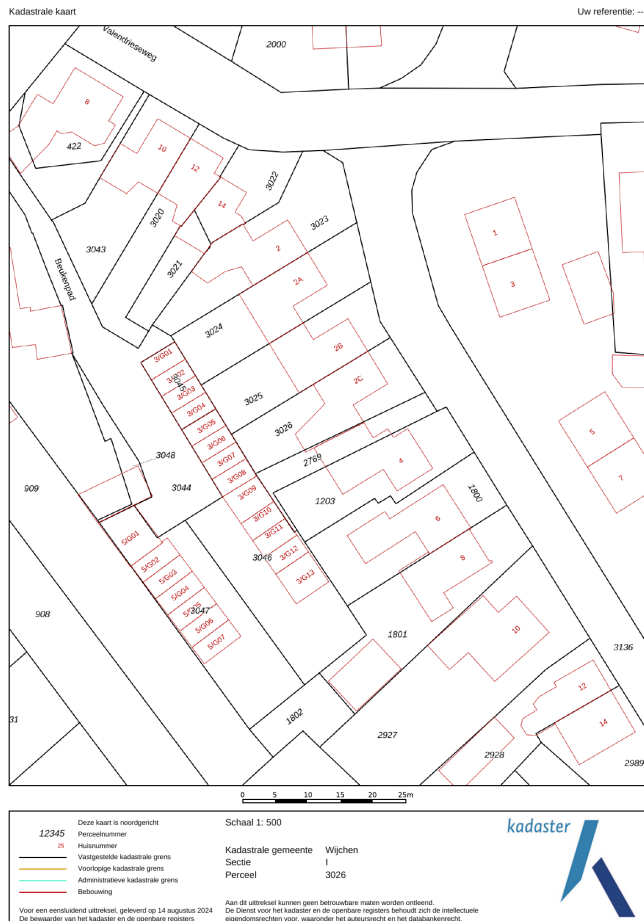 Kadastrale kaart
Uw referentie: --
Valendrieseweg
2000
8
422
10
12
14
3022
3020
3023
3043
3021
2
2A
Beukenpad
1
3
3024
2B
2C
3025
3026
2769
4
1203
1800
5
7
3/G01
3/G02
3045
3/G03
3/G04
3/G05
3/G06
3/G07
3/G08
3/G09
3/G10
3/G11
3/G12
3/G13
3048
3044
3046
909
908
31
5/G01
5/G02
5/G03
5/G04
5/G05
3047
5/G06
5/G07
6
8
1801
10
3136
12
14
1802
2927
2928
2989
0 5 10 15 20 25m
Deze kaart is noordgericht
12345 Perceelnummer
25 Huisnummer
Vastgestelde kadastrale grens
Voorlopige kadastrale grens
Administratieve kadastrale grens
Bebouwing
Voor een eensluidend uittreksel, geleverd op 14 augustus 2024
De bewaarder van het kadaster en de openbare registers
Schaal 1: 500
Kadastrale gemeente Wijchen
Sectie I
Perceel 3026
Aan dit uittreksel kunnen geen betrouwbare maten worden ontleend.
De Dienst voor het kadaster en de openbare registers behoudt zich de intellectuele
eigendomsrechten voor, waaronder het auteursrecht en het databankenrecht.
kadaster